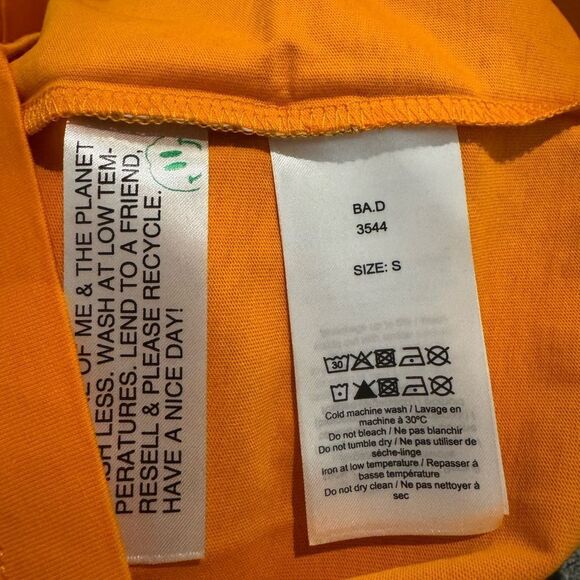 OF ME & THE PLANET
LESS. WASH AT LOW TEM-
PERATURES. LEND TO A FRIEND,
RESELL & PLEASE RECYCLE.
HAVE A NICE DAY!
BA.D
3544
SIZE: S
30
Cold machine wash / Lavage en
machine à 30°C
Do not bleach / Ne pas blanchir
Do not tumble dry / Ne pas utiliser de
sèche-linge
Iron at low temperature / Repasser à
basse température
Do not dry clean / Ne pas nettoyer à
sec